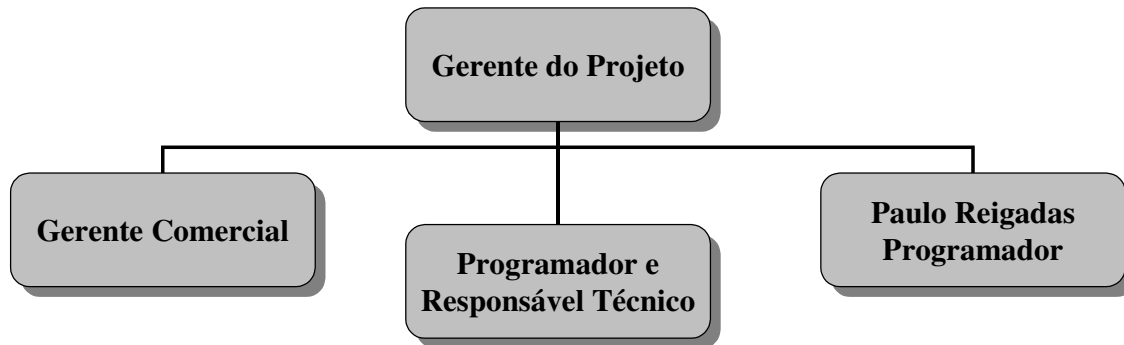 Gerente do Projeto
Gerente Comercial
Programador e
Responsável Técnico
Paulo Reigadas
Programador